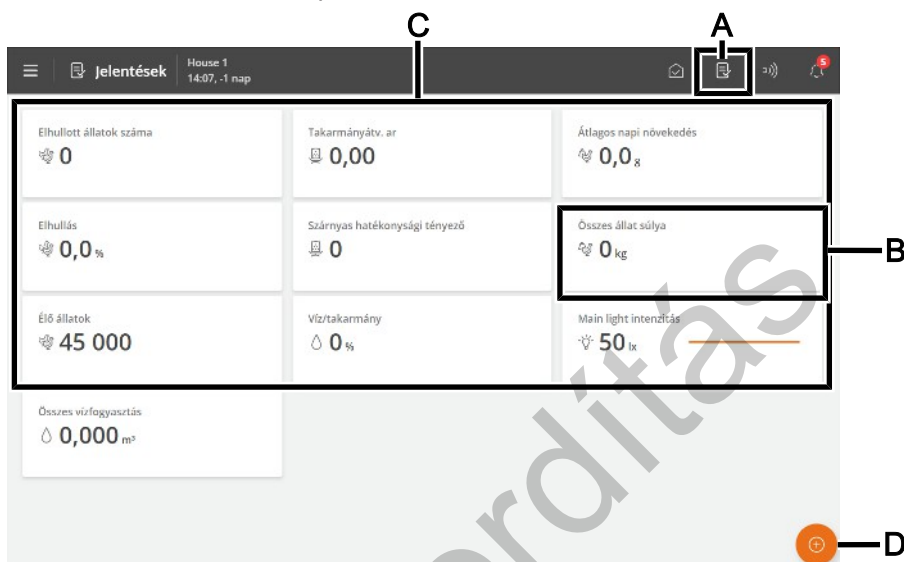 C
A
Jelentések
House 1
14:07, -1 nap
5
Elhullott állatok száma
0
Takarmányátv. ar
0,00
Átlagos napi növekedés
0,0 g
Elhullás
0,0 %
Szárnyas hatékonysági tényező
0
Összes állat súlya
0 kg
B
Élő állatok
45 000
Víz/takarmány
0 %
Main light intenzitás
50 lx
Összes vízfogyasztás
0,000 m³
D